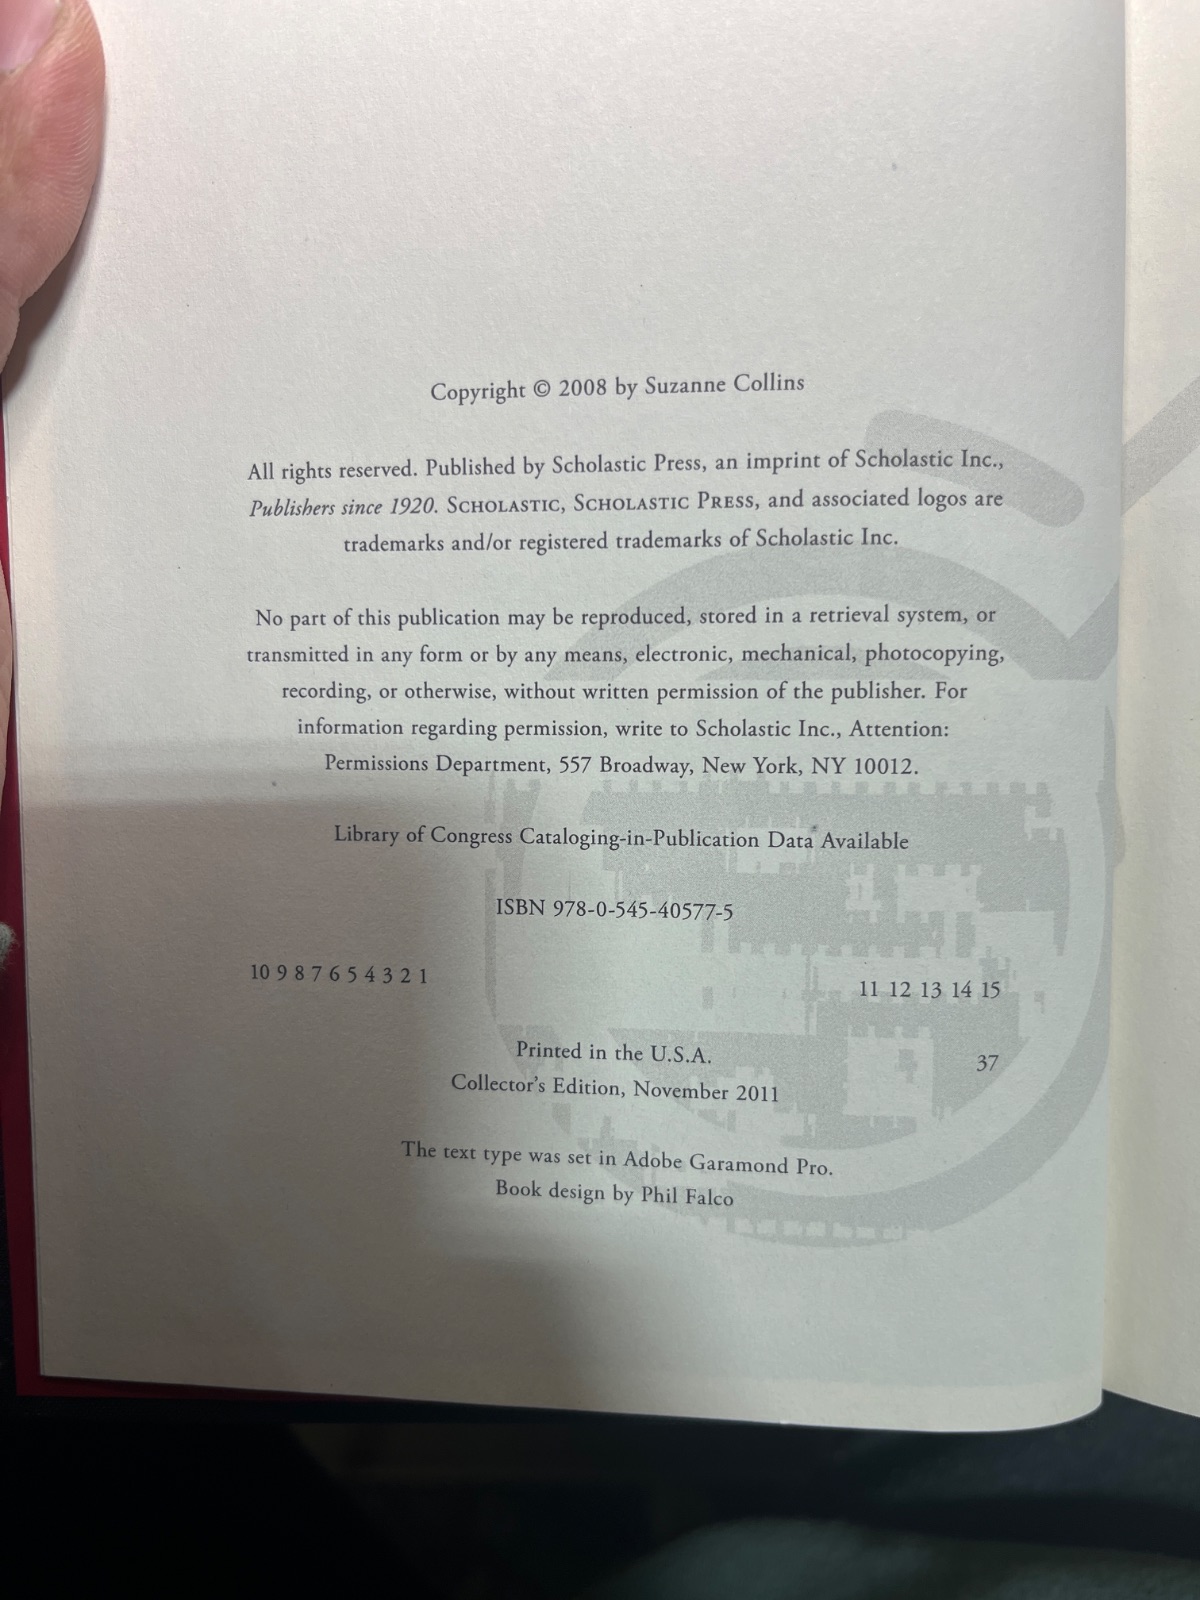 Copyright © 2008 by Suzanne Collins
All rights reserved. Published by Scholastic Press, an imprint of Scholastic Inc.,
Publishers since 1920. SCHOLASTIC, SCHOLASTIC PRESS, and associated logos are
trademarks and/or registered trademarks of Scholastic Inc.
No part of this publication may be reproduced, stored in a retrieval system, or
transmitted in any form or by any means, electronic, mechanical, photocopying,
recording, or otherwise, without written permission of the publisher. For
information regarding permission, write to Scholastic Inc., Attention:
Permissions Department, 557 Broadway, New York, NY 10012.
Library of Congress Cataloging-in-Publication Data Available
ISBN 978-0-545-40577-5
10 9 8 7 6 5 4 3 2 1 11 12 13 14 15
Printed in the U.S.A. 37
Collector's Edition, November 2011
The text type was set in Adobe Garamond Pro.
Book design by Phil Falco